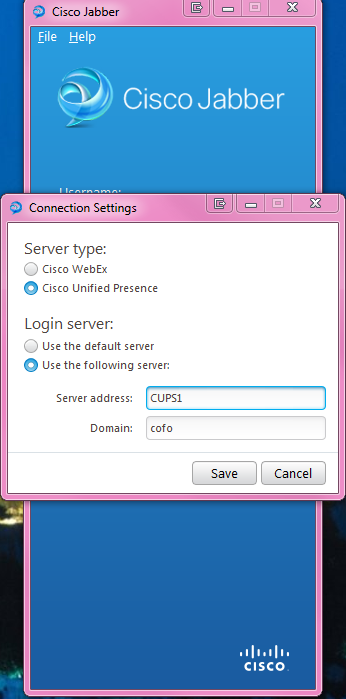 Cisco Jabber
File Help
Cisco Jabber
Username:
Connection Settings
Server type:
Cisco WebEx
Cisco Unified Presence
Login server:
Use the default server
Use the following server:
Server address: CUPS1
Domain: cofo
Save Cancel
CISCO.